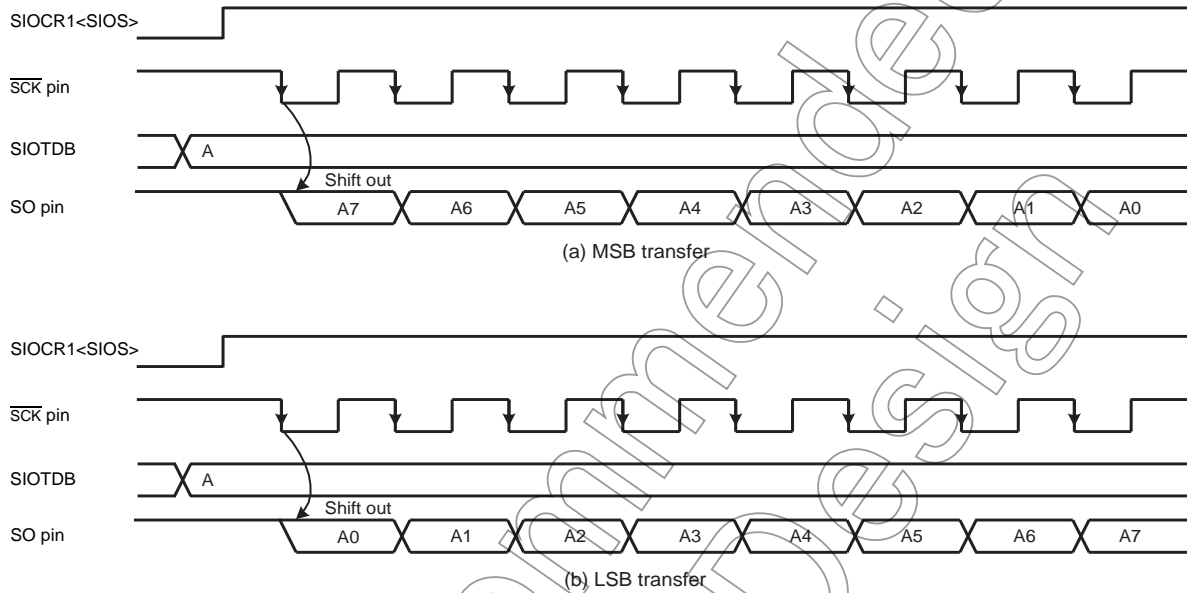 SIOCR1<SIOS>
SCK pin
SIOTDB
A
Shift out
SO pin
A7 A6 A5 A4 A3 A2 A1 A0
(a) MSB transfer
SIOCR1<SIOS>
SCK pin
SIOTDB
A
Shift out
SO pin
A0 A1 A2 A3 A4 A5 A6 A7
(b) LSB transfer
Design